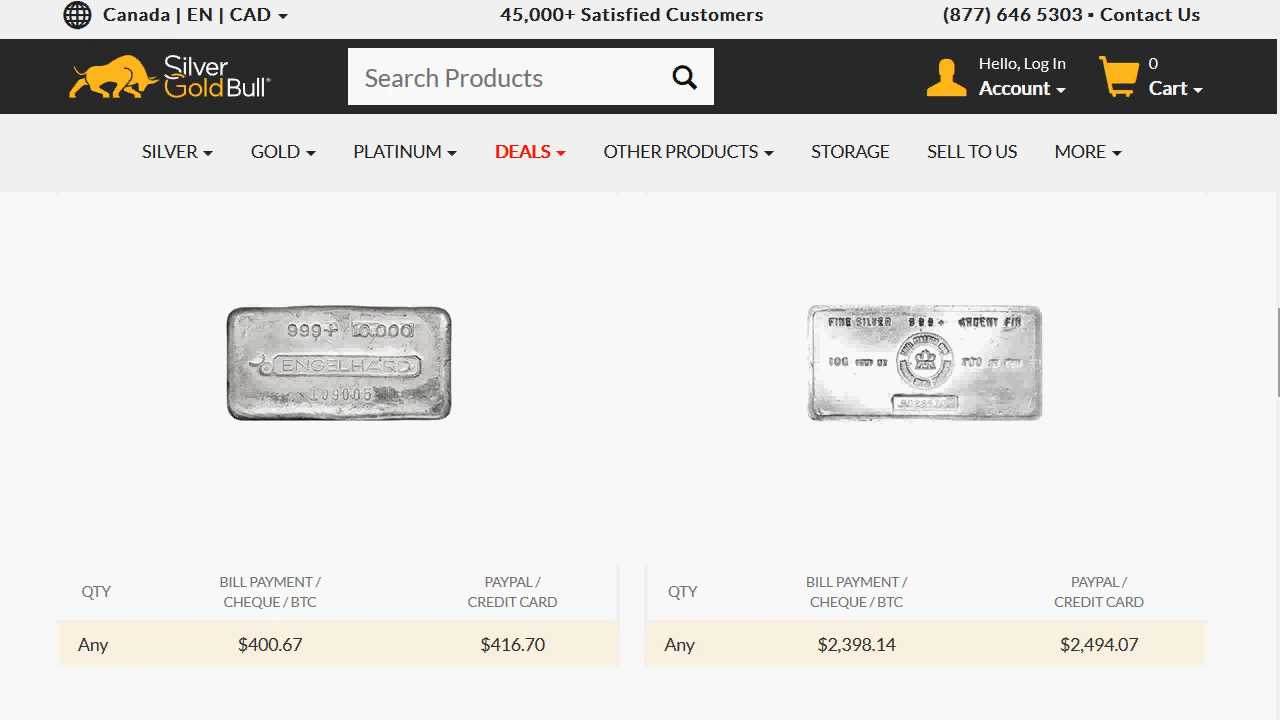 Canada | EN | CAD
45,000+ Satisfied Customers
(877) 646 5303 • Contact Us
Silver
Gold Bull®
Search Products
Hello, Log In
Account
0
Cart
SILVER
GOLD
PLATINUM
DEALS
OTHER PRODUCTS
STORAGE
SELL TO US
MORE
999+ 10.000
ENGELHARD
109005
FINE SILVER 999+ ARGENT FIN
QTY
BILL PAYMENT /
CHEQUE / BTC
PAYPAL /
CREDIT CARD
Any
$400.67
$416.70
QTY
BILL PAYMENT /
CHEQUE / BTC
PAYPAL /
CREDIT CARD
Any
$2,398.14
$2,494.07